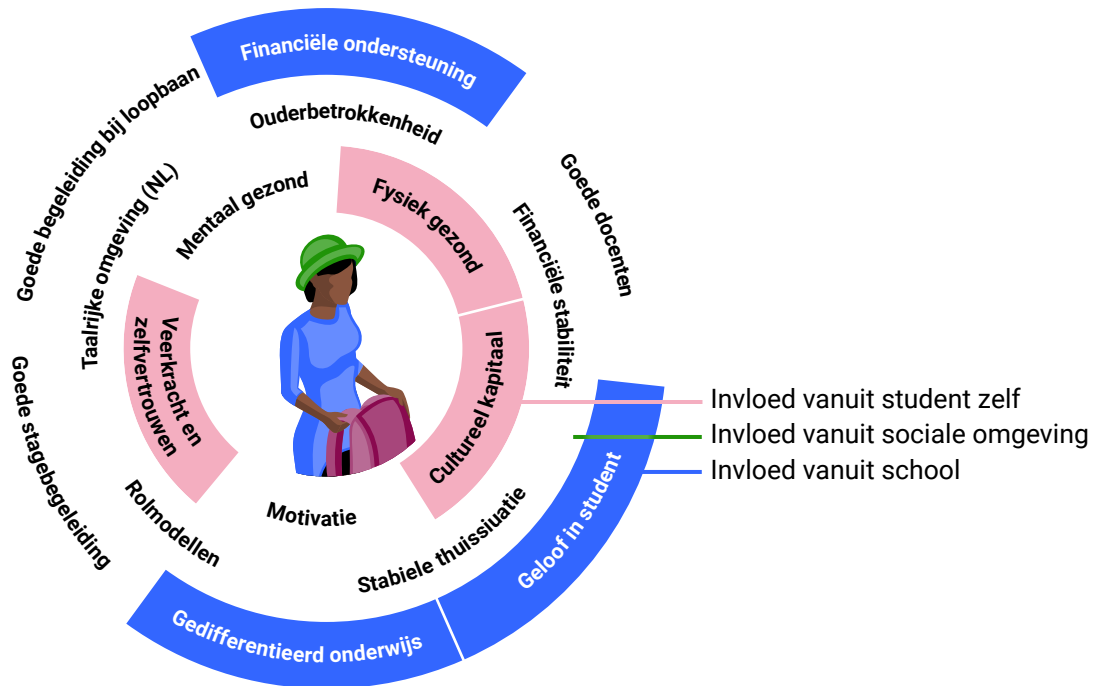 Financiële ondersteuning
Goede begeleiding bij loopbaan
Ouderbetrokkenheid
Goede docenten
Taalrijke omgeving (NL)
Mentaal gezond
Fysiek gezond
Financiële stabiliteit
Veerkracht en
zelfvertrouwen
Cultureel kapitaal
Invloed vanuit student zelf
Invloed vanuit sociale omgeving
Invloed vanuit school
Goede stagebegeleiding
Rolmodellen
Motivatie
Stabiele thuissiuatie
Geloof in student
Gedifferentieerd onderwijs